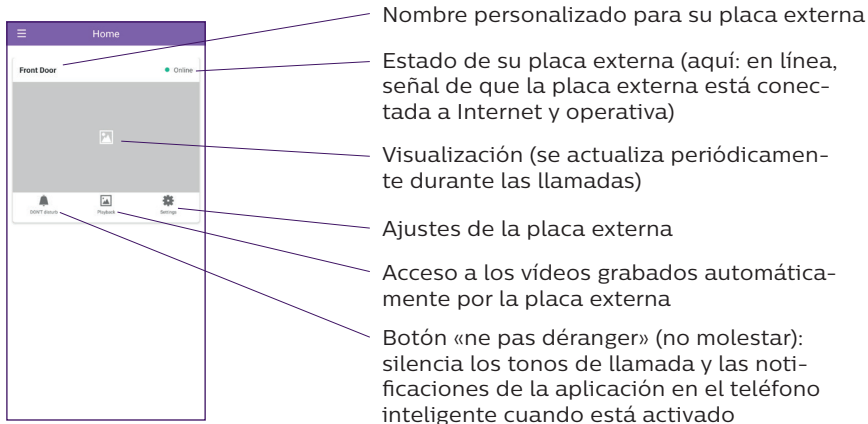 Home
Front Door
Online
DON'T disturb
Playback
Settings
Nombre personalizado para su placa externa
Estado de su placa externa (aquí: en línea,
señal de que la placa externa está conec-
tada a Internet y operativa)
Visualización (se actualiza periódicamen-
te durante las llamadas)
Ajustes de la placa externa
Acceso a los vídeos grabados automática-
mente por la placa externa
Botón «ne pas déranger» (no molestar):
silencia los tonos de llamada y las noti-
ficaciones de la aplicación en el teléfono
inteligente cuando está activado